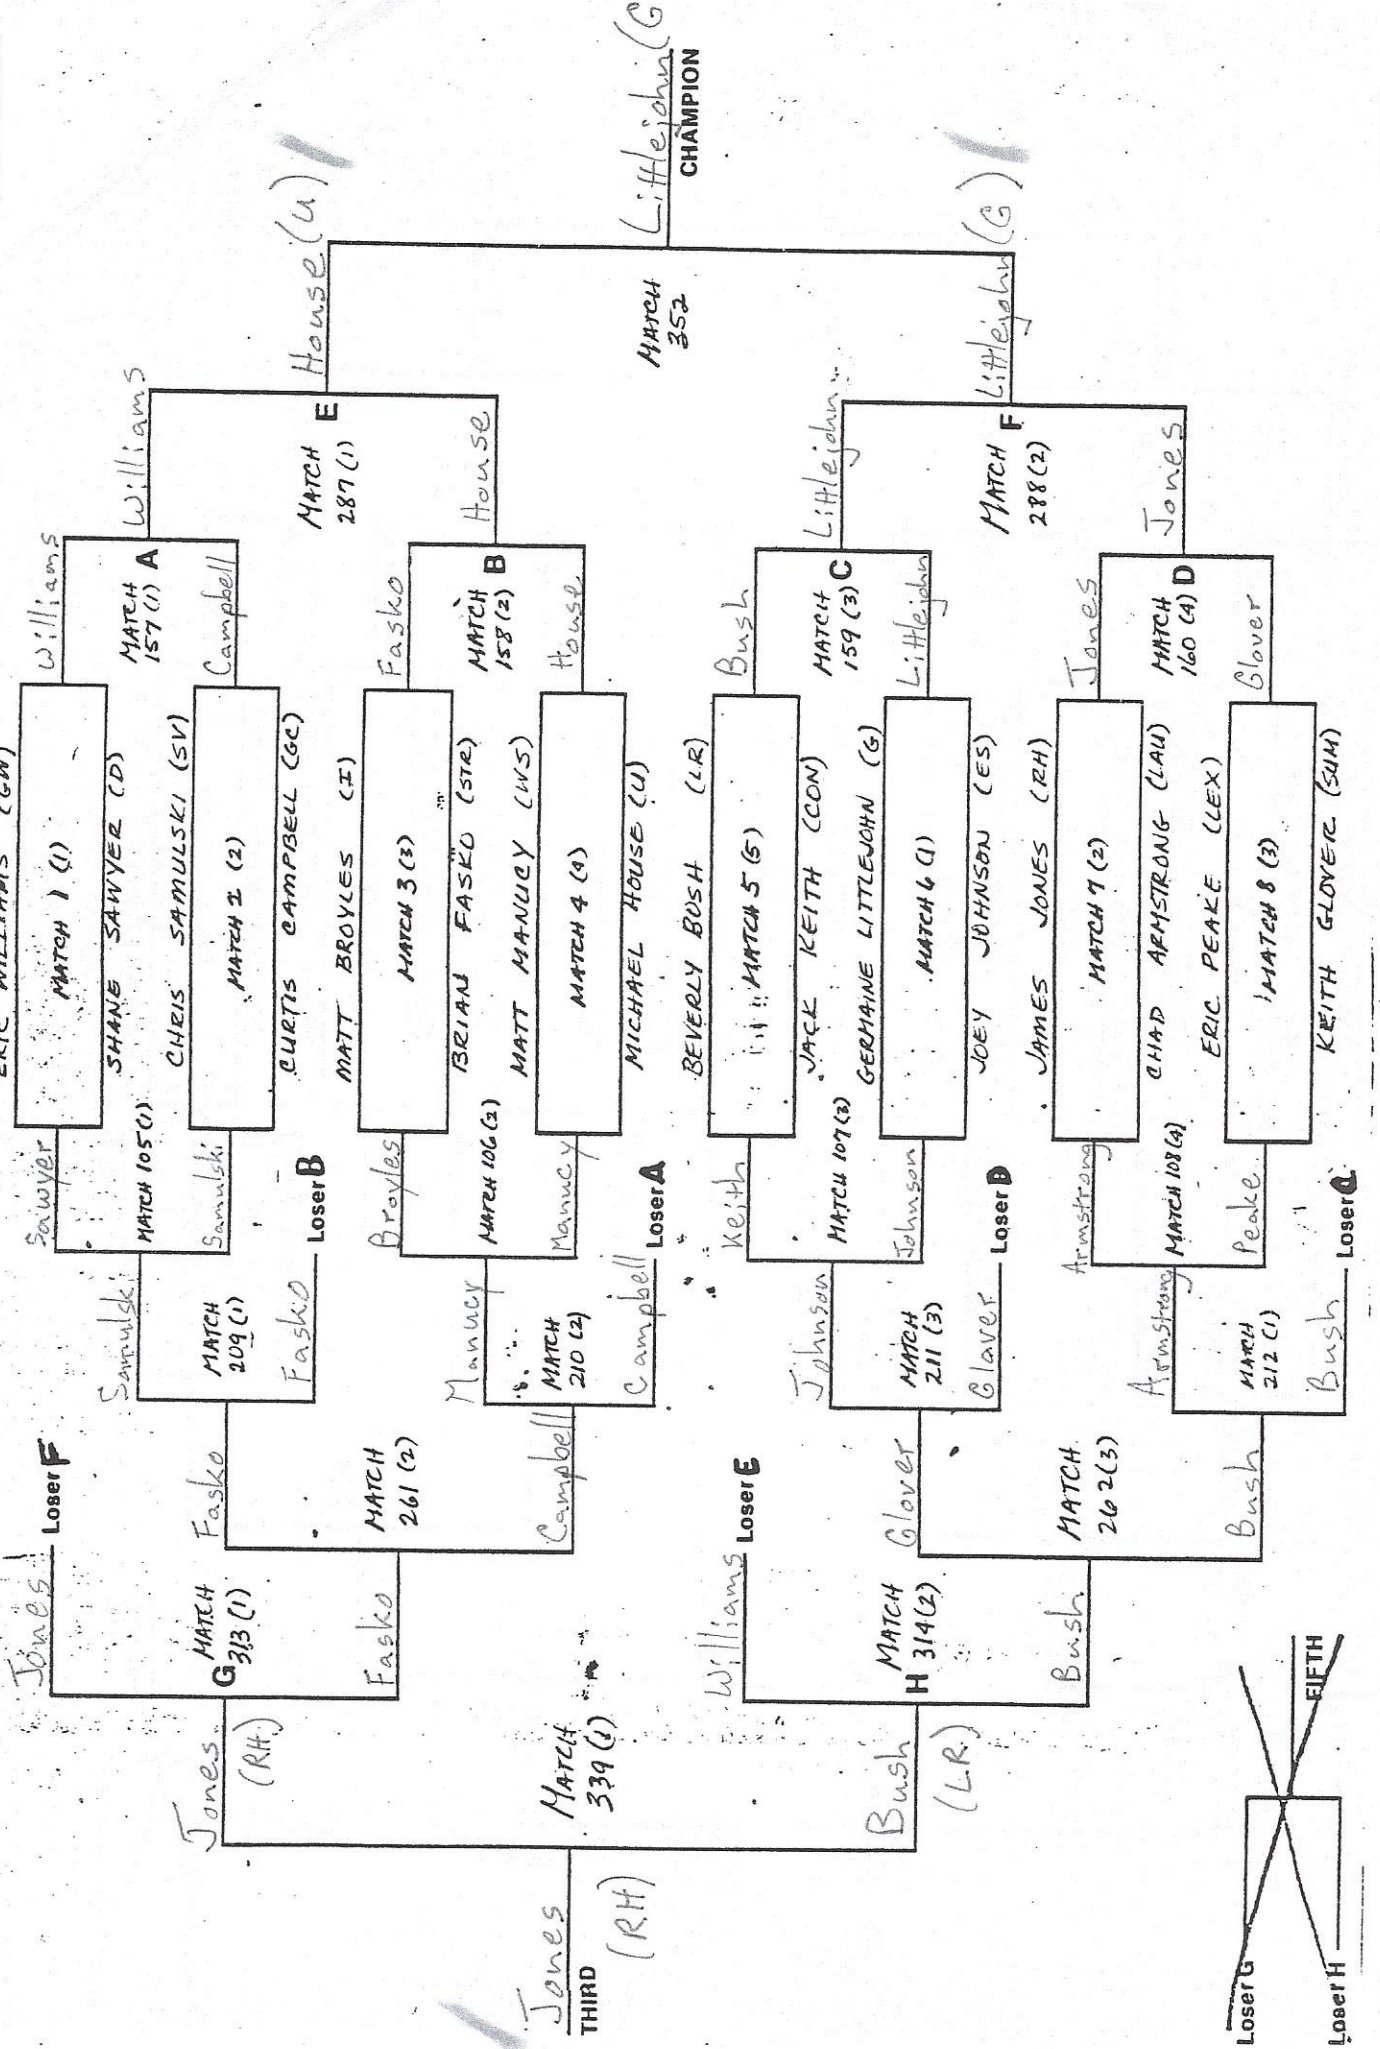 ERIC WILLIAMS (GW)
MATCH 1 (1)
SHANE SAWYER (D)
CHRIS SAMULSKI (SV)
MATCH 2 (2)
CURTIS CAMPBELL (GC)
MATT BROYLES (I)
MATCH 3 (3)
BRIAN FASKO (STR)
MATT MANUCY (WS)
MATCH 4 (4)
MICHAEL HOUSE (U)
BEVERLY BUSH (LR)
MATCH 5 (5)
JACK KEITH (CON)
GERMAINE LITTLEJOHN (G)
MATCH 6 (1)
JOEY JOHNSON (ES)
JAMES JONES (RH)
MATCH 7 (2)
CHAD ARMSTRONG (LAU)
ERIC PEAKE (LEX)
MATCH 8 (3)
KEITH GLOVER (SUM)
Williams
MATCH
157 (1) A
Campbell
Fasko
MATCH
158 (2) B
House
Bush
MATCH
159 (3) C
Littlejohn
Jones
MATCH
160 (4) D
Glover
Williams
MATCH
287 (1)
E
House
Littlejohn
MATCH
288 (2)
F
Jones
House (U)
MATCH
352
Littlejohn (G)
Littlejohn (G
CHAMPION
Sawyer
MATCH 105 (1)
Samulski
Broyles
MATCH 106 (2)
Manucy
Keith
MATCH 107 (3)
Johnson
Armstrong
MATCH 108 (4)
Peake
Samulski
MATCH
209 (1)
Fasko
Loser B
Manucy
MATCH
210 (2)
Campbell
Loser A
Johnson
MATCH
211 (3)
Glover
Loser D
Armstrong
MATCH
212 (1)
Bush
Loser C
Fasko
MATCH
261 (2)
Campbell
Glover
MATCH
262 (3)
Bush
Jones
Loser F
MATCH
G 313 (1)
Fasko
Williams
Loser E
MATCH
H 314 (2)
Bush
Jones
(RH)
MATCH
339 (1)
Bush
(L.R.)
Jones
THIRD
(RH)
Loser G
Loser H
FIFTH